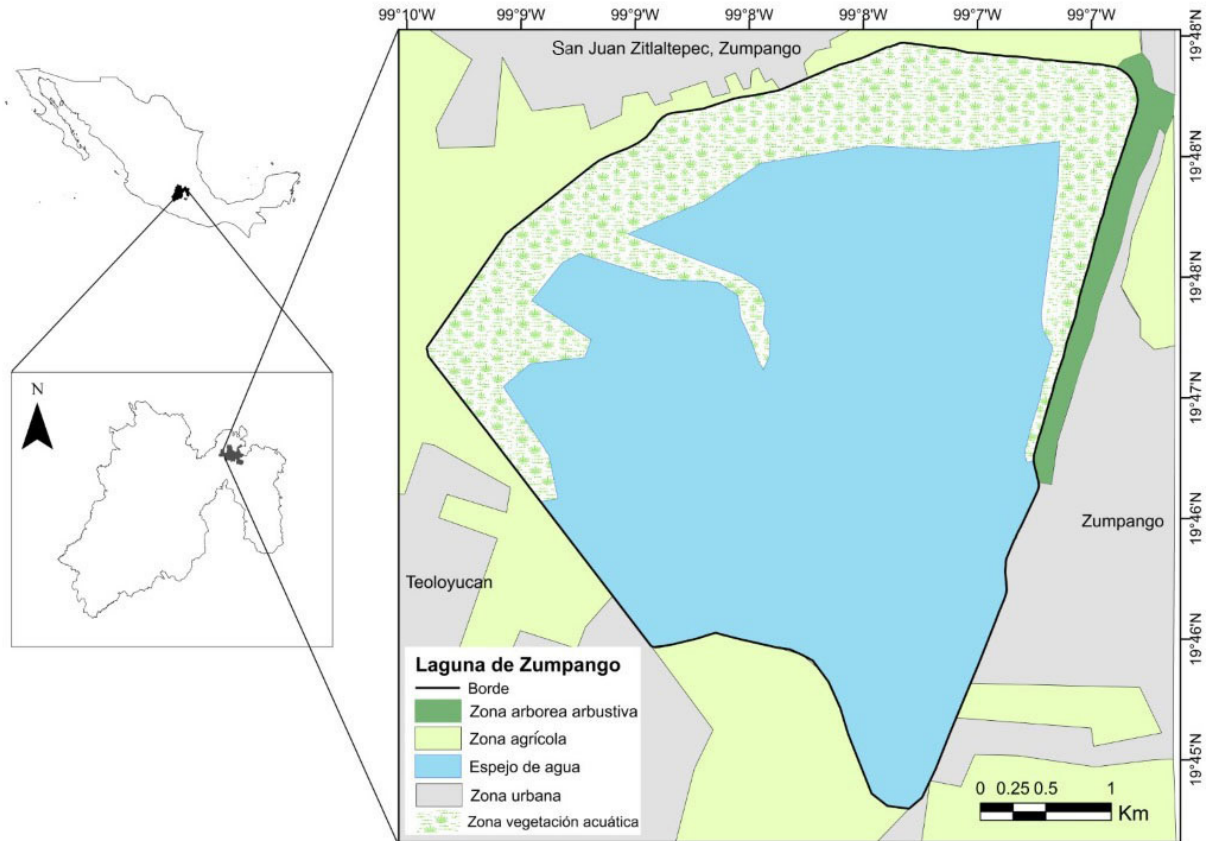 99°10'W 99°9'W 99°9'W 99°8'W 99°8'W 99°7'W 99°7'W
San Juan Zitlaltepec, Zumpango
19°48'N
19°48'N
19°48'N
19°47'N
N
19°46'N
Zumpango
Teoloyucan
19°46'N
Laguna de Zumpango
Borde
Zona arborea arbustiva
Zona agrícola
Espejo de agua
Zona urbana
Zona vegetación acuática
19°45'N
0 0.25 0.5 1
Km